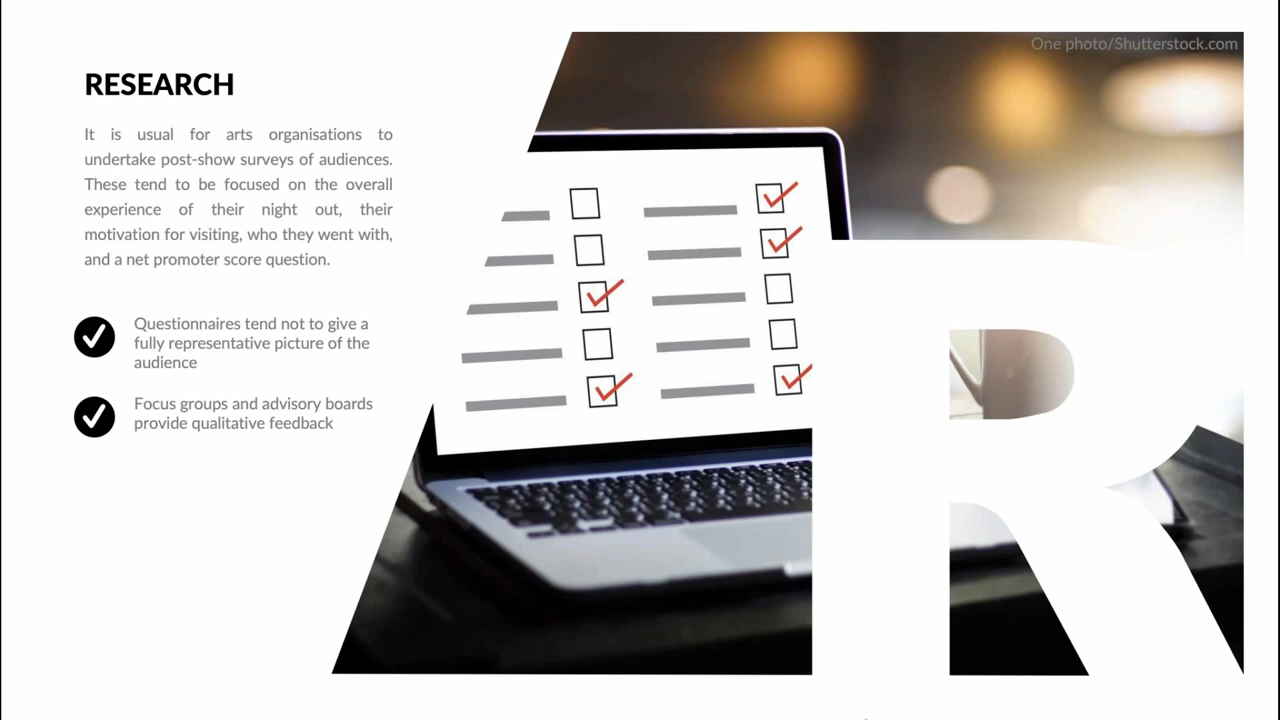 One photo/Shutterstock.com
RESEARCH
It is usual for arts organisations to
undertake post-show surveys of audiences.
These tend to be focused on the overall
experience of their night out, their
motivation for visiting, who they went with,
and a net promoter score question.
Questionnaires tend not to give a
fully representative picture of the
audience
Focus groups and advisory boards
provide qualitative feedback
R